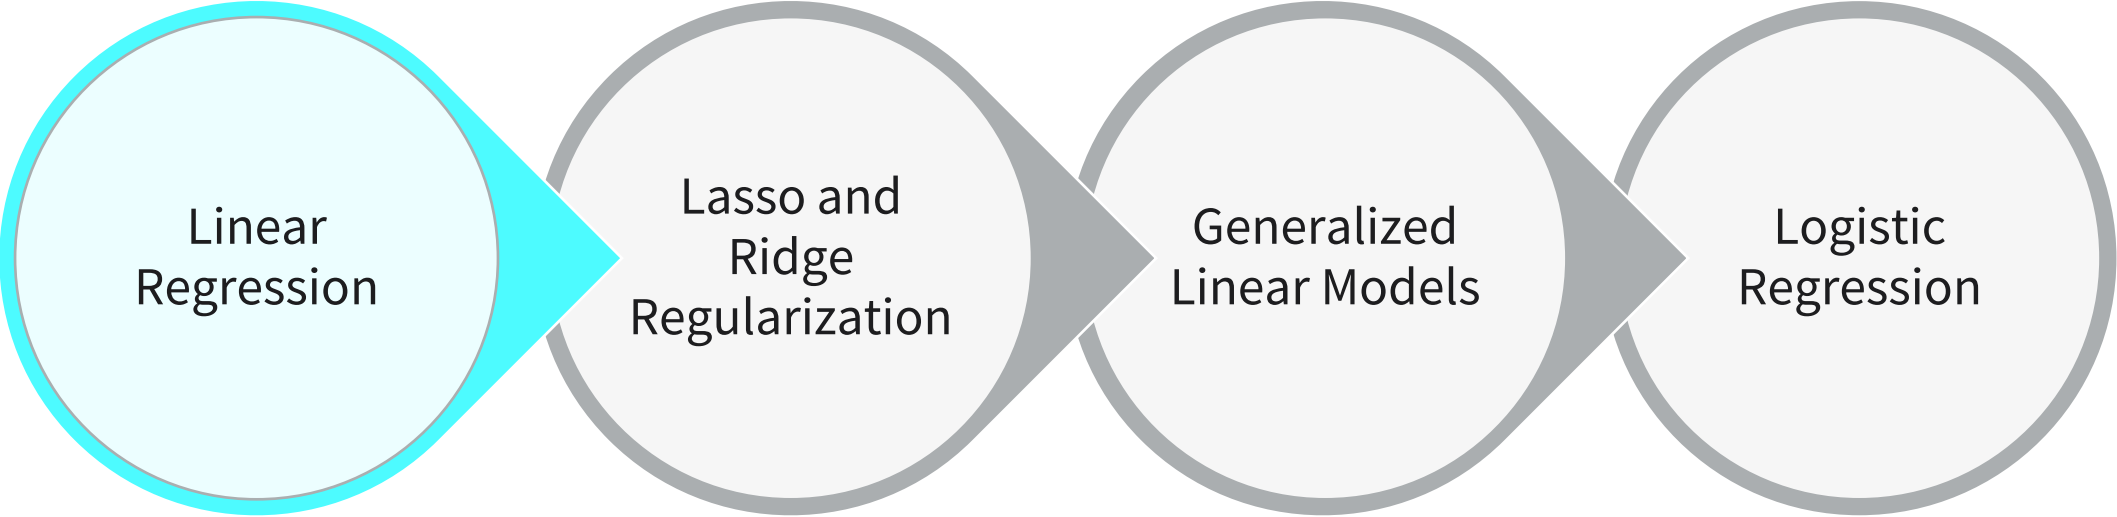 Linear
Regression
Lasso and
Ridge
Regularization
Generalized
Linear Models
Logistic
Regression